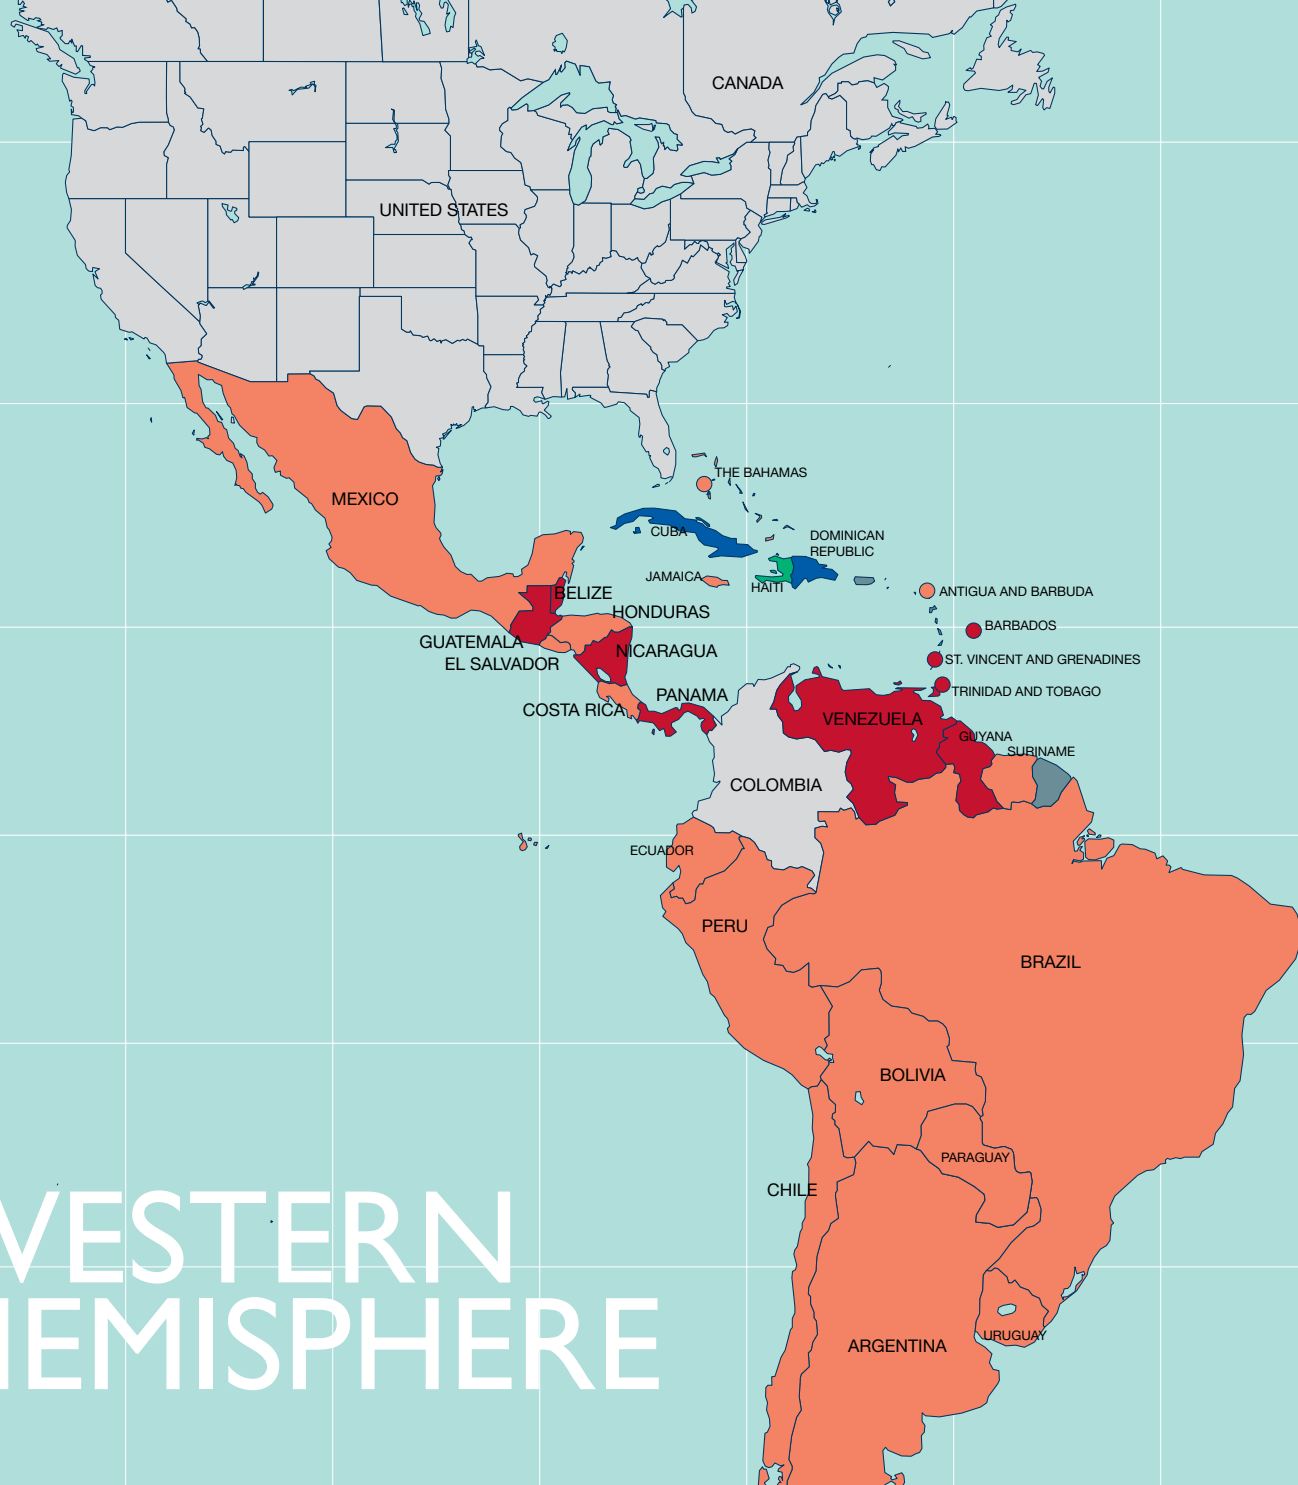 CANADA
UNITED STATES
MEXICO
THE BAHAMAS
CUBA
DOMINICAN
REPUBLIC
JAMAICA
HAITI
BELIZE
ANTIGUA AND BARBUDA
HONDURAS
BARBADOS
GUATEMALA
NICARAGUA
EL SALVADOR
ST. VINCENT AND GRENADINES
TRINIDAD AND TOBAGO
PANAMA
COSTA RICA
VENEZUELA
GUYANA
SURINAME
COLOMBIA
ECUADOR
PERU
BRAZIL
BOLIVIA
PARAGUAY
CHILE
WESTERN
HEMISPHERE
URUGUAY
ARGENTINA